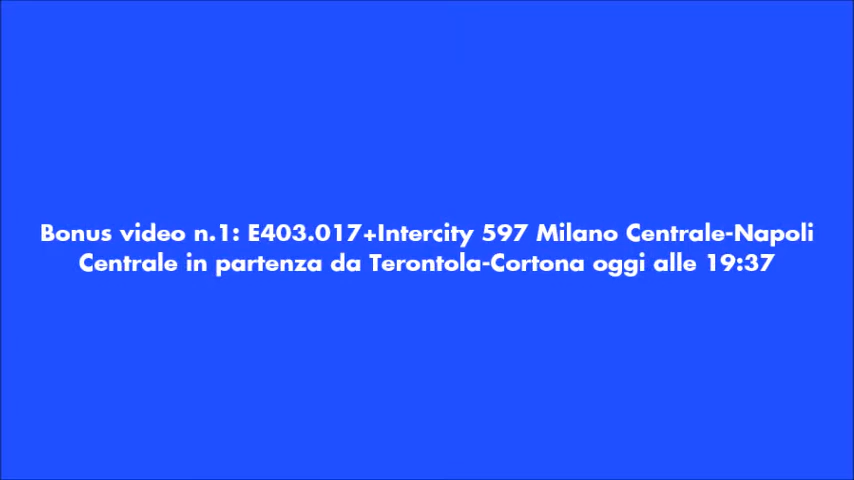 Bonus video n.1: E403.017+Intercity 597 Milano Centrale-Napoli
Centrale in partenza da Terontola-Cortona oggi alle 19:37